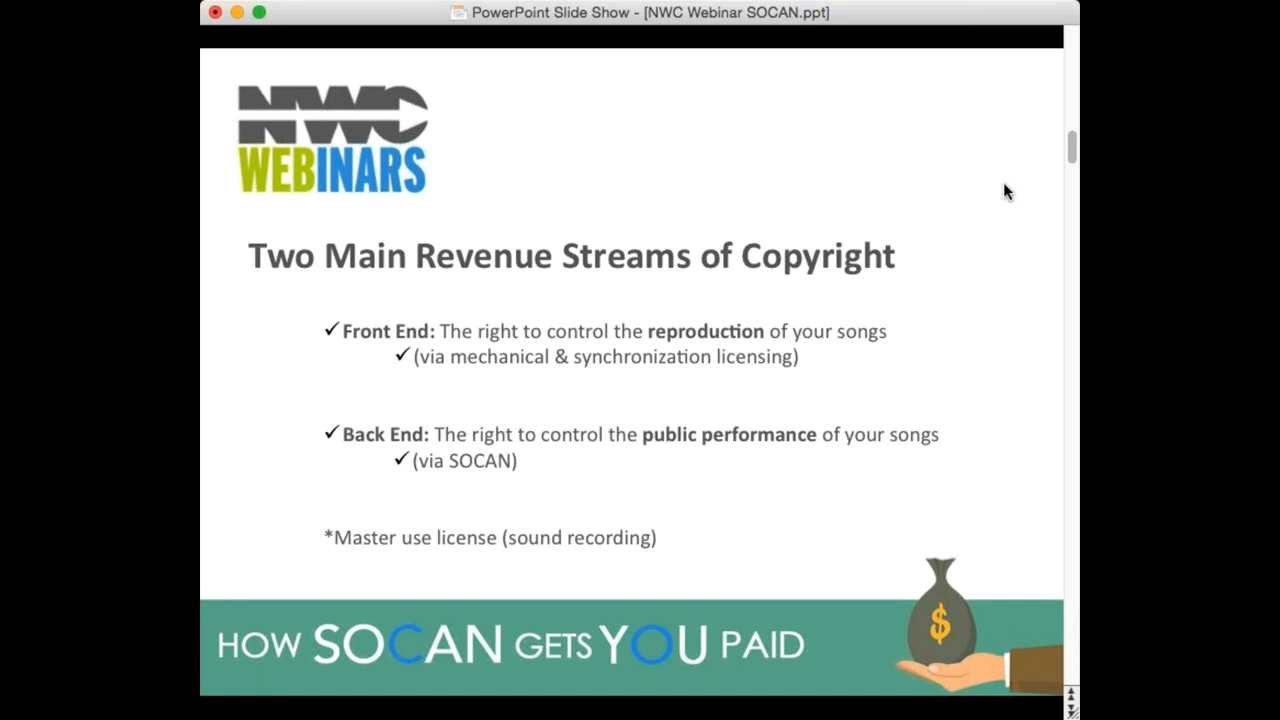 PowerPoint Slide Show - [NWC Webinar SOCAN.ppt]
NWC
WEBINARS
Two Main Revenue Streams of Copyright
✓Front End: The right to control the reproduction of your songs
✓(via mechanical & synchronization licensing)
✓Back End: The right to control the public performance of your songs
✓(via SOCAN)
*Master use license (sound recording)
$
HOW SOCAN GETS YOU PAID